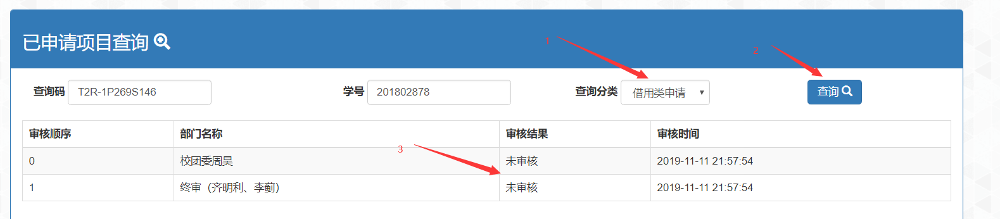 已申请项目查询
1
2
查询码 T2R-1P269S146 学号 201802878 查询分类 借用类申请 查询
审核顺序 部门名称 审核结果 审核时间
3
0 校团委周昊 未审核 2019-11-11 21:57:54
1 终审（齐明利、李蓟） 未审核 2019-11-11 21:57:54